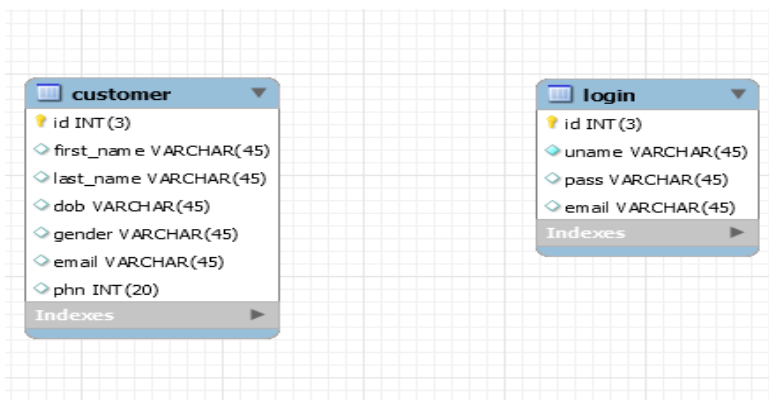 customer
id INT(3)
first_name VARCHAR(45)
last_name VARCHAR(45)
dob VARCHAR(45)
gender VARCHAR(45)
email VARCHAR(45)
phn INT(20)
Indexes
login
id INT(3)
uname VARCHAR(45)
pass VARCHAR(45)
email VARCHAR(45)
Indexes